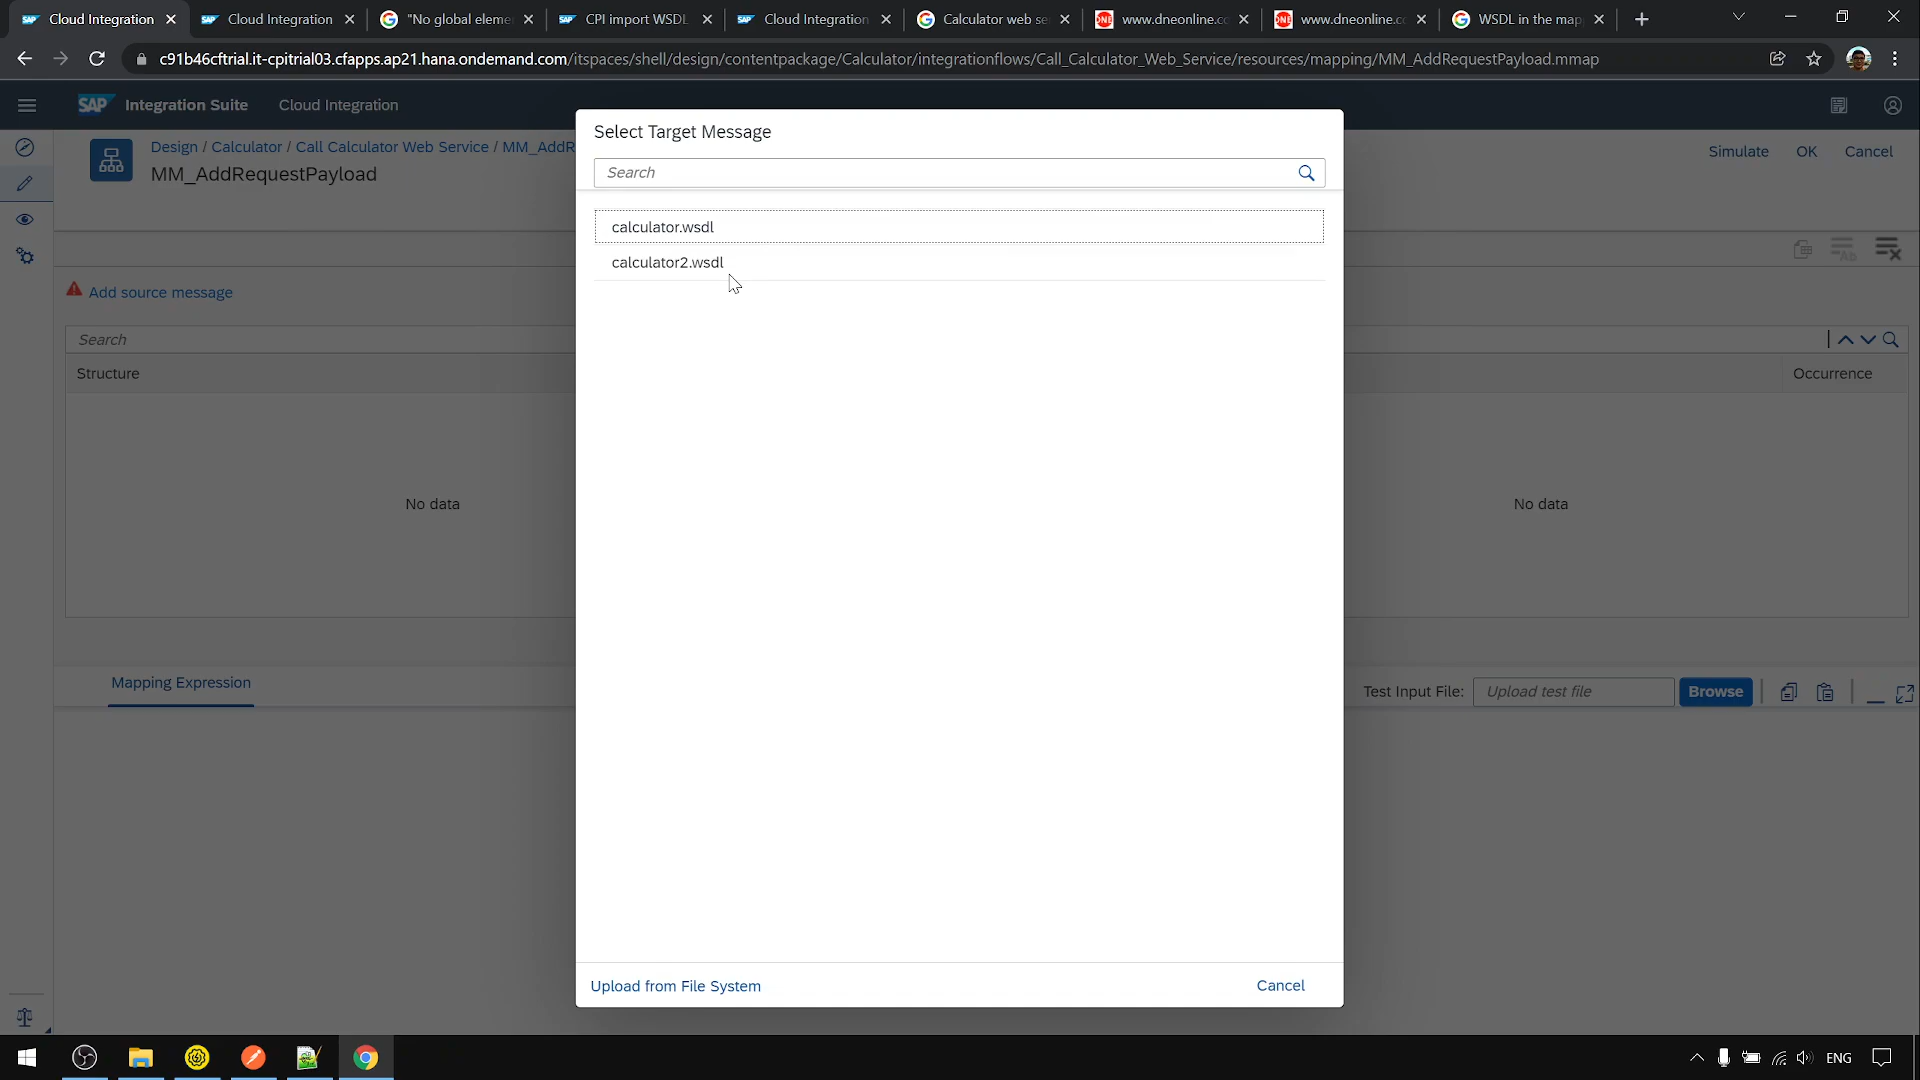 Cloud Integration
Cloud Integration
"No global eleme
CPI import WSDL
Cloud Integration
Calculator web se
www.dneonline.co
www.dneonline.co
WSDL in the map
c91b46cftrial.it-cpitrial03.cfapps.ap21.hana.ondemand.com/itspaces/shell/design/contentpackage/Calculator/integrationflows/Call_Calculator_Web_Service/resources/mapping/MM_AddRequestPayload.mmap
SAP Integration Suite Cloud Integration
Design / Calculator / Call Calculator Web Service / MM_AddR
MM_AddRequestPayload
Simulate OK Cancel
Select Target Message
Search
calculator.wsdl
calculator2.wsdl
Add source message
Search
Structure
Occurrence
No data
No data
Mapping Expression
Test Input File: Upload test file Browse
Upload from File System
Cancel
ENG